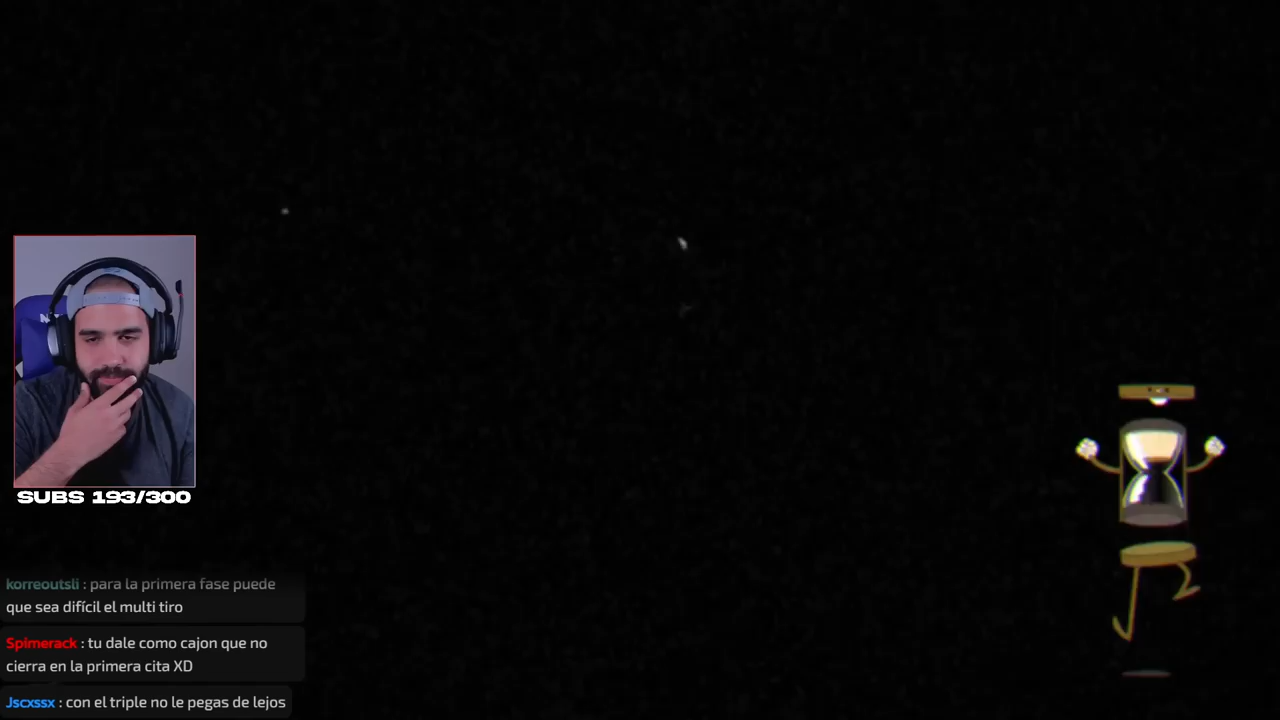 SUBS 193/300
korreoutsli : para la primera fase puede
que sea difícil el multi tiro
Spimerack : tu dale como cajon que no
cierra en la primera cita XD
Jscxssx : con el triple no le pegas de lejos